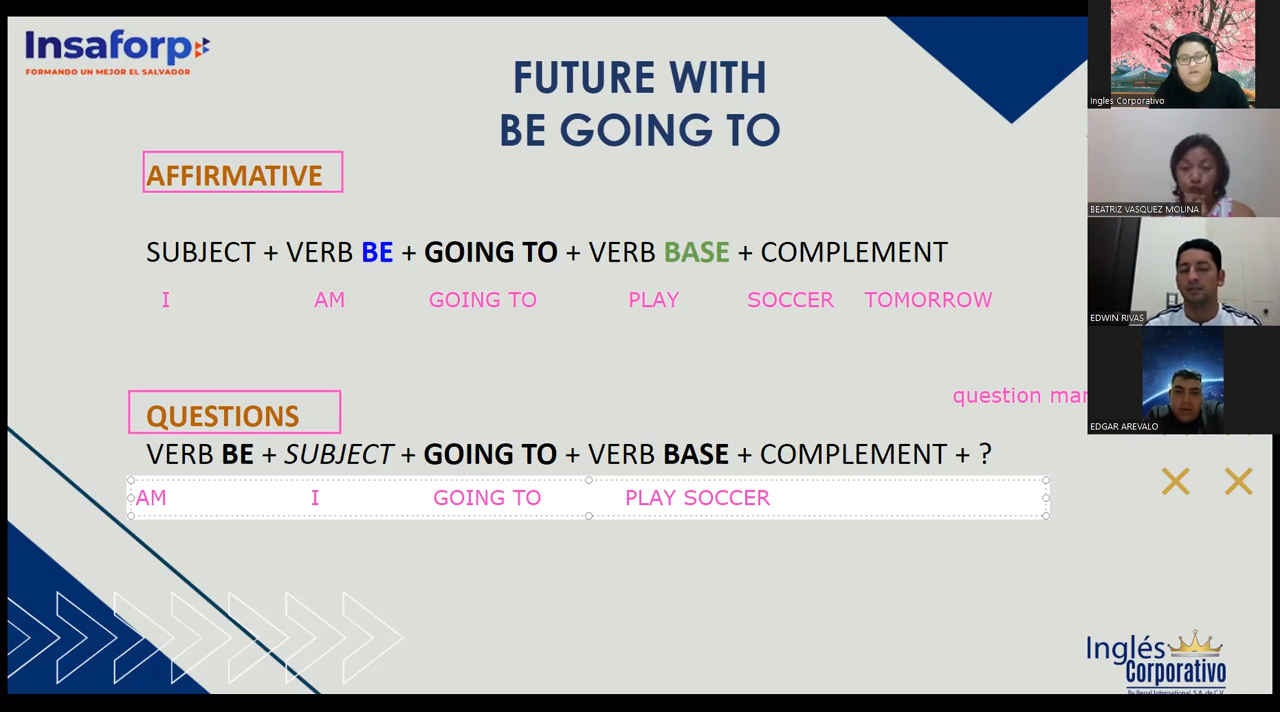 Insaforp
FORMANDO UN MEJOR EL SALVADOR
FUTURE WITH
BE GOING TO
AFFIRMATIVE
SUBJECT + VERB BE + GOING TO + VERB BASE + COMPLEMENT
I AM GOING TO PLAY SOCCER TOMORROW
question mar
QUESTIONS
VERB BE + SUBJECT + GOING TO + VERB BASE + COMPLEMENT + ?
AM I GOING TO PLAY SOCCER
Ingles Corporativo
BEATRIZ VASQUEZ MOLINA
EDWIN RIVAS
EDGAR AREVALO
Inglés
Corporativo